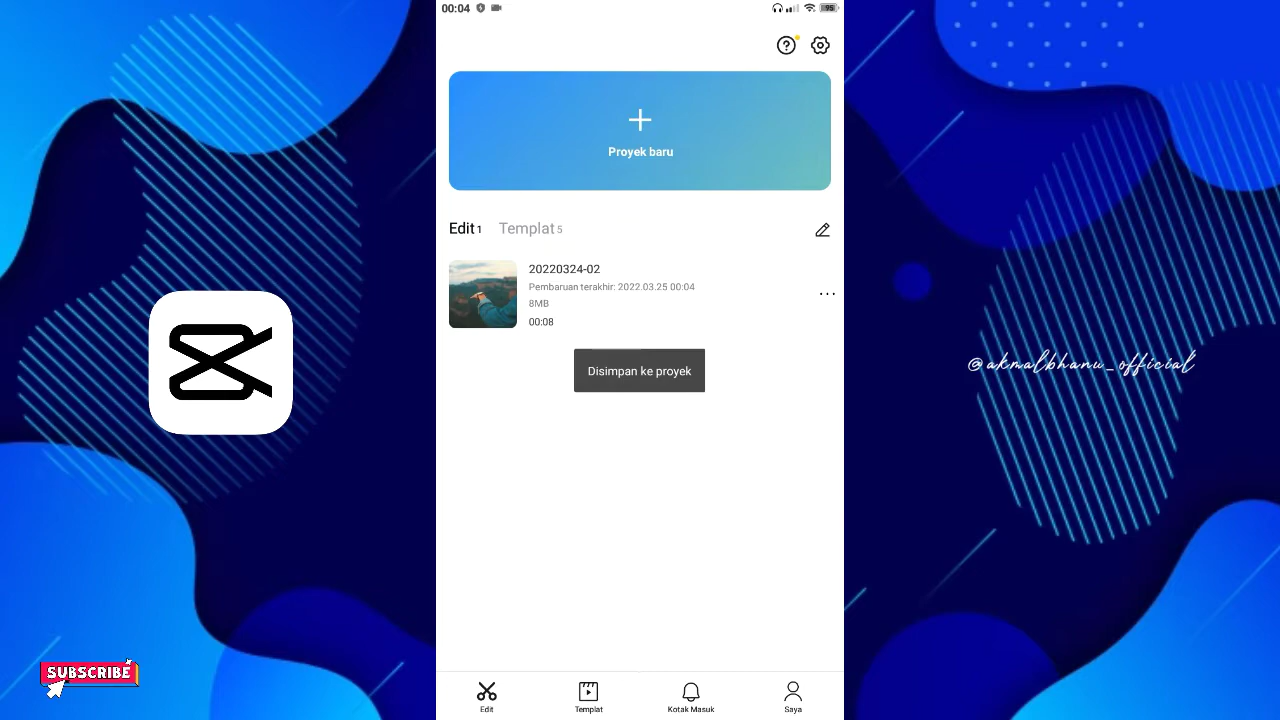 00:04
95
Proyek baru
Edit 1
Templat 5
20220324-02
Pembaruan terakhir: 2022.03.25 00:04
8MB
00:08
Disimpan ke proyek
@akmalbhanu_official
SUBSCRIBE
Edit
Templat
Kotak Masuk
Saya